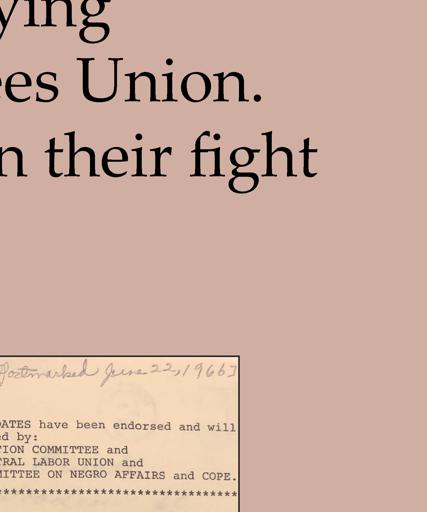 ying
ees Union.
n their fight
Postmarked June 22, 1966]
DATES have been endorsed and will
ed by:
TION COMMITTEE and
TRAL LABOR UNION and
MITTEE ON NEGRO AFFAIRS and COPE.
***********************************